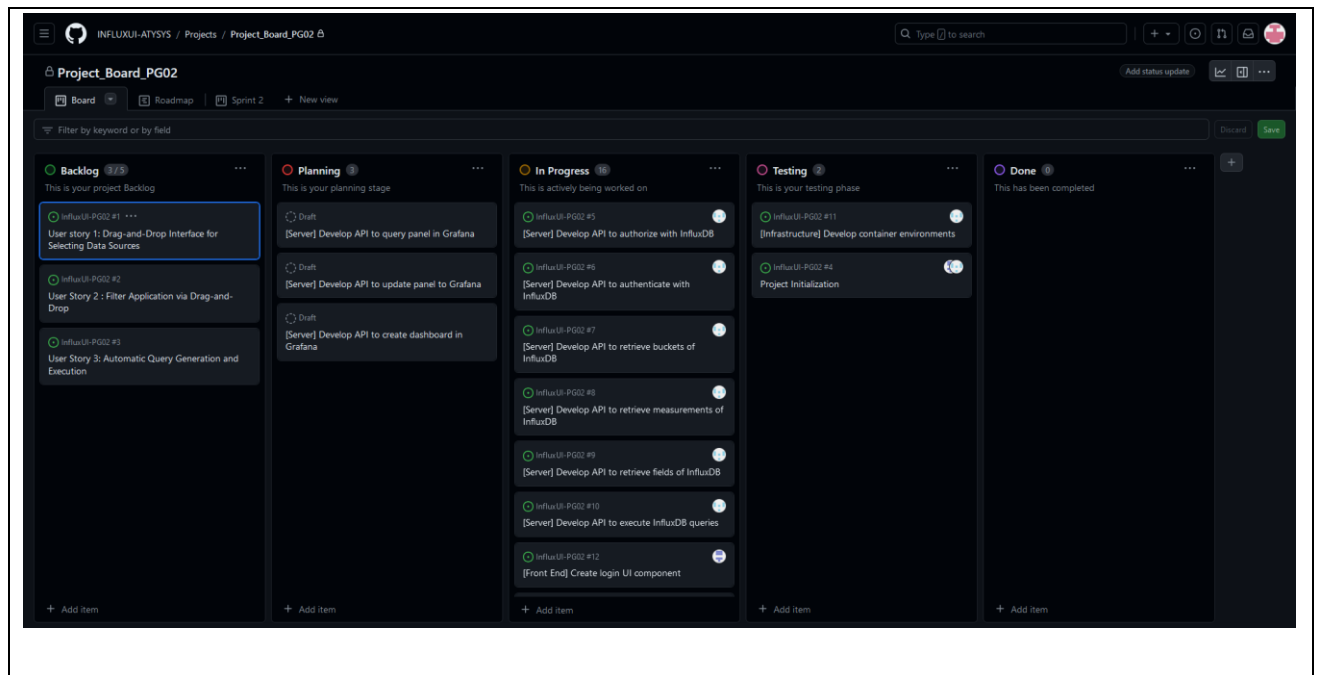 INFLUXUI-ATYSYS / Projects / Project_Board_PG02
Type / to search
Project_Board_PG02
Add status update
Board
Roadmap
Sprint 2
+ New view
Filter by keyword or by field
Discard
Save
Backlog 3 / 5
This is your project Backlog
InfluxUI-PG02 #1
User story 1: Drag-and-Drop Interface for
Selecting Data Sources
InfluxUI-PG02 #2
User Story 2 : Filter Application via Drag-and-
Drop
InfluxUI-PG02 #3
User Story 3: Automatic Query Generation and
Execution
+ Add item
Planning 3
This is your planning stage
Draft
[Server] Develop API to query panel in Grafana
Draft
[Server] Develop API to update panel to Grafana
Draft
[Server] Develop API to create dashboard in
Grafana
+ Add item
In Progress 16
This is actively being worked on
InfluxUI-PG02 #5
[Server] Develop API to authorize with InfluxDB
InfluxUI-PG02 #6
[Server] Develop API to authenticate with
InfluxDB
InfluxUI-PG02 #7
[Server] Develop API to retrieve buckets of
InfluxDB
InfluxUI-PG02 #8
[Server] Develop API to retrieve measurements of
InfluxDB
InfluxUI-PG02 #9
[Server] Develop API to retrieve fields of InfluxDB
InfluxUI-PG02 #10
[Server] Develop API to execute InfluxDB queries
InfluxUI-PG02 #12
[Front End] Create login UI component
+ Add item
Testing 2
This is your testing phase
InfluxUI-PG02 #11
[Infrastructure] Develop container environments
InfluxUI-PG02 #4
Project Initialization
+ Add item
Done 0
This has been completed
+ Add item